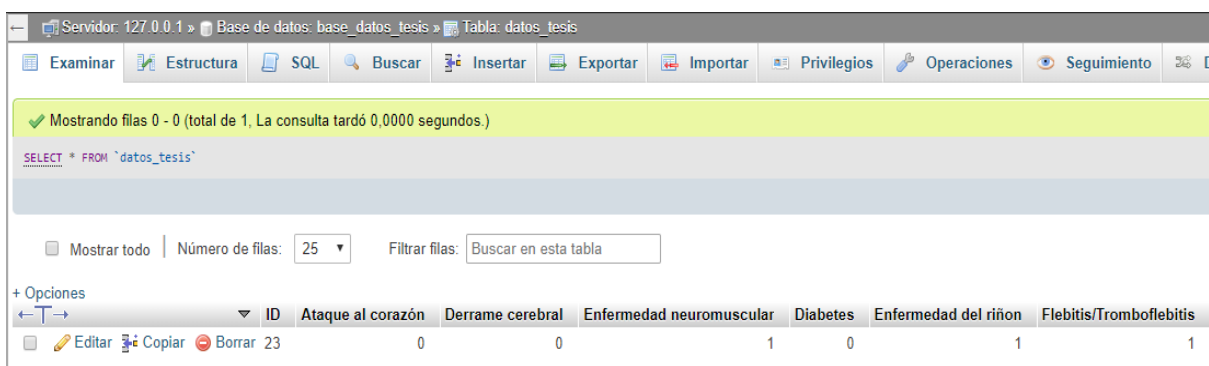 Servidor: 127.0.0.1 » Base de datos: base_datos_tesis » Tabla: datos_tesis
Examinar Estructura SQL Buscar Insertar Exportar Importar Privilegios Operaciones Seguimiento
Mostrando filas 0 - 0 (total de 1, La consulta tardó 0,0000 segundos.)
SELECT * FROM `datos_tesis`
Mostrar todo Número de filas: 25 Filtrar filas: Buscar en esta tabla
+ Opciones
ID Ataque al corazón Derrame cerebral Enfermedad neuromuscular Diabetes Enfermedad del riñon Flebitis/Tromboflebitis
Editar Copiar Borrar 23 0 0 1 0 1 1